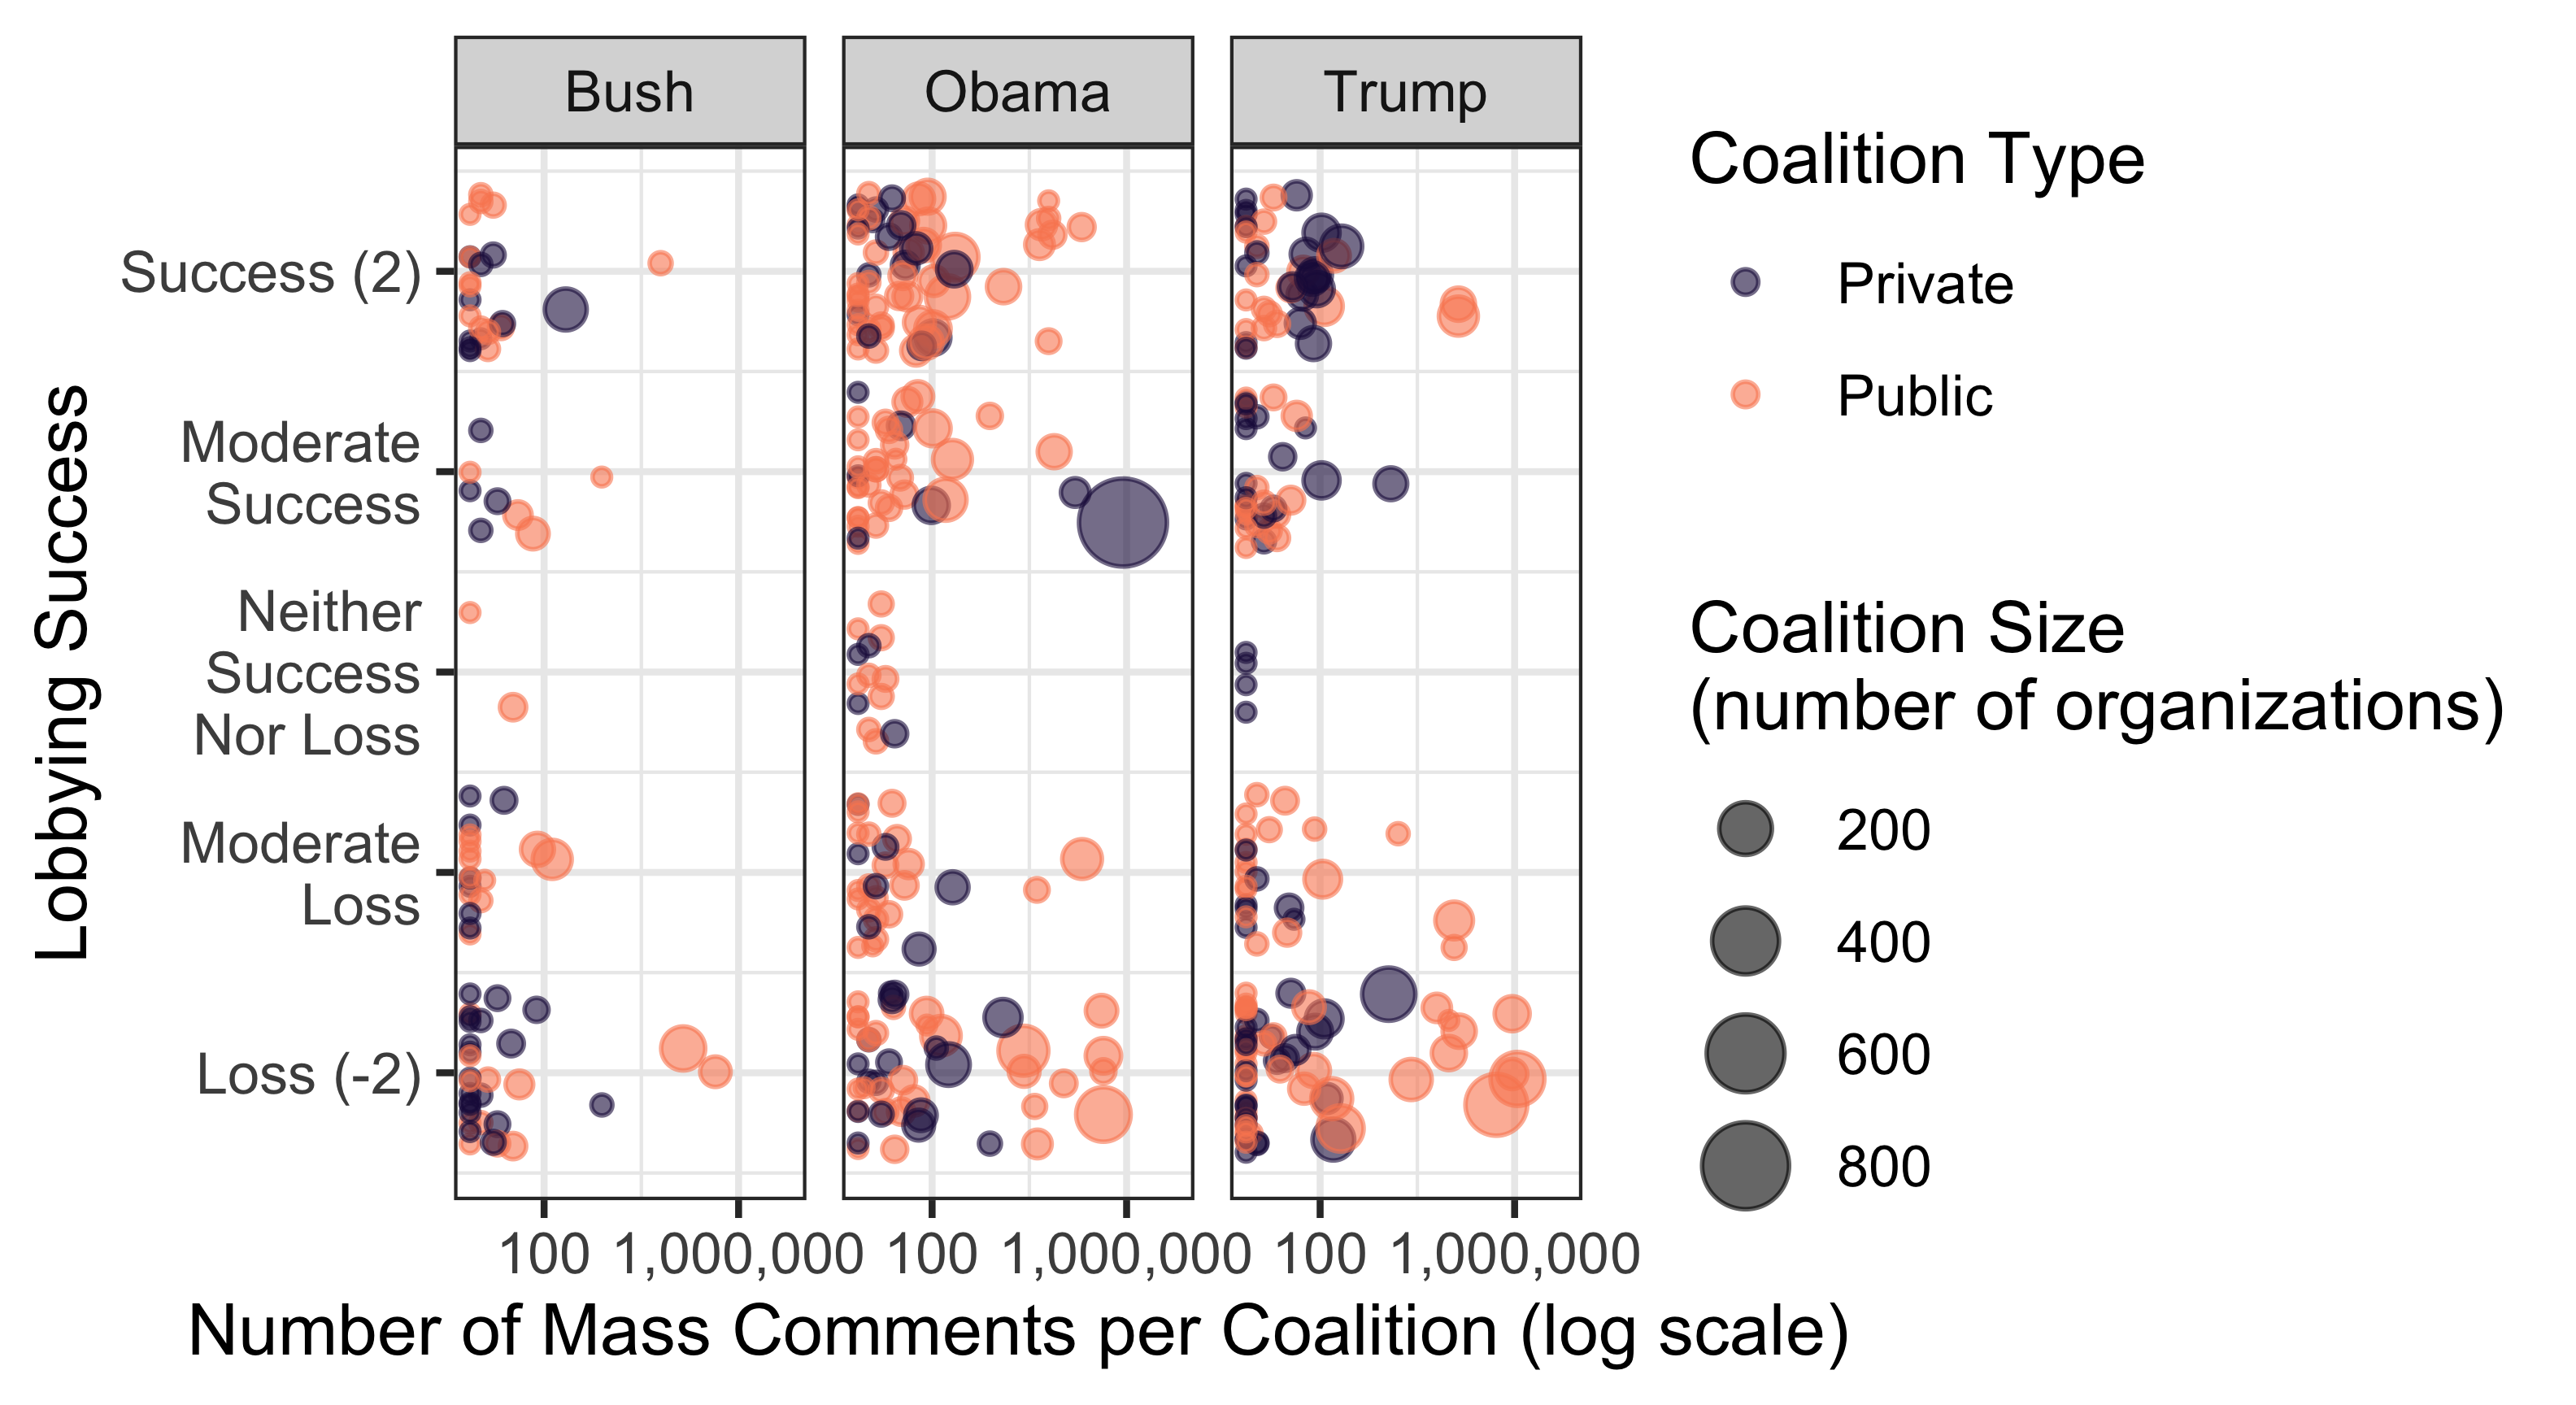 Bush
Obama
Trump
Lobbying Success
Success (2)
Moderate
Success
Neither
Success
Nor Loss
Moderate
Loss
Loss (-2)
100
1,000,000
100
1,000,000
100
1,000,000
Number of Mass Comments per Coalition (log scale)
Coalition Type
Private
Public
Coalition Size
(number of organizations)
200
400
600
800